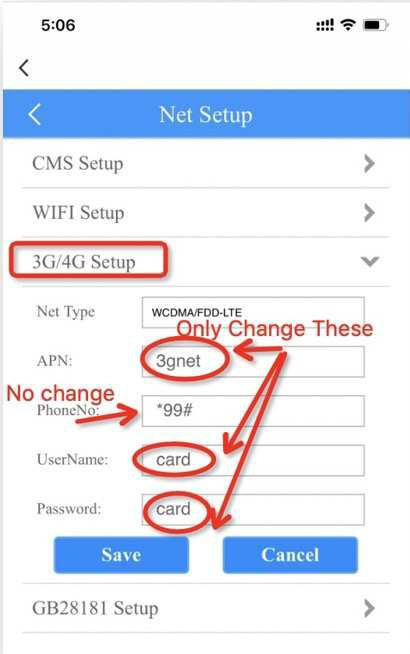 5:06
Net Setup
CMS Setup
WIFI Setup
3G/4G Setup
Net Type WCDMA/FDD-LTE
Only Change These
APN: 3gnet
No change
PhoneNo: *99#
UserName: card
Password: card
Save Cancel
GB28181 Setup